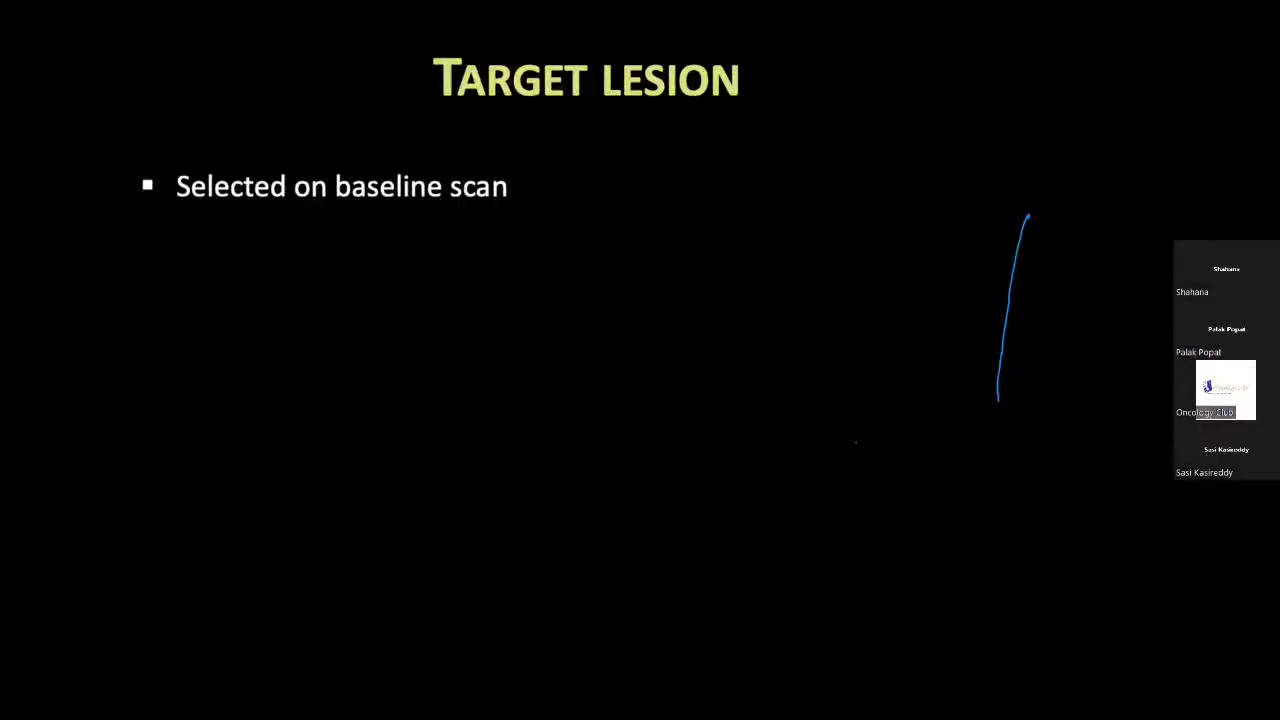 TARGET LESION
▪ Selected on baseline scan
Shahana
Shahana
Palak Popat
Palak Popat
Oncology Club
Sasi Kasireddy
Sasi Kasireddy